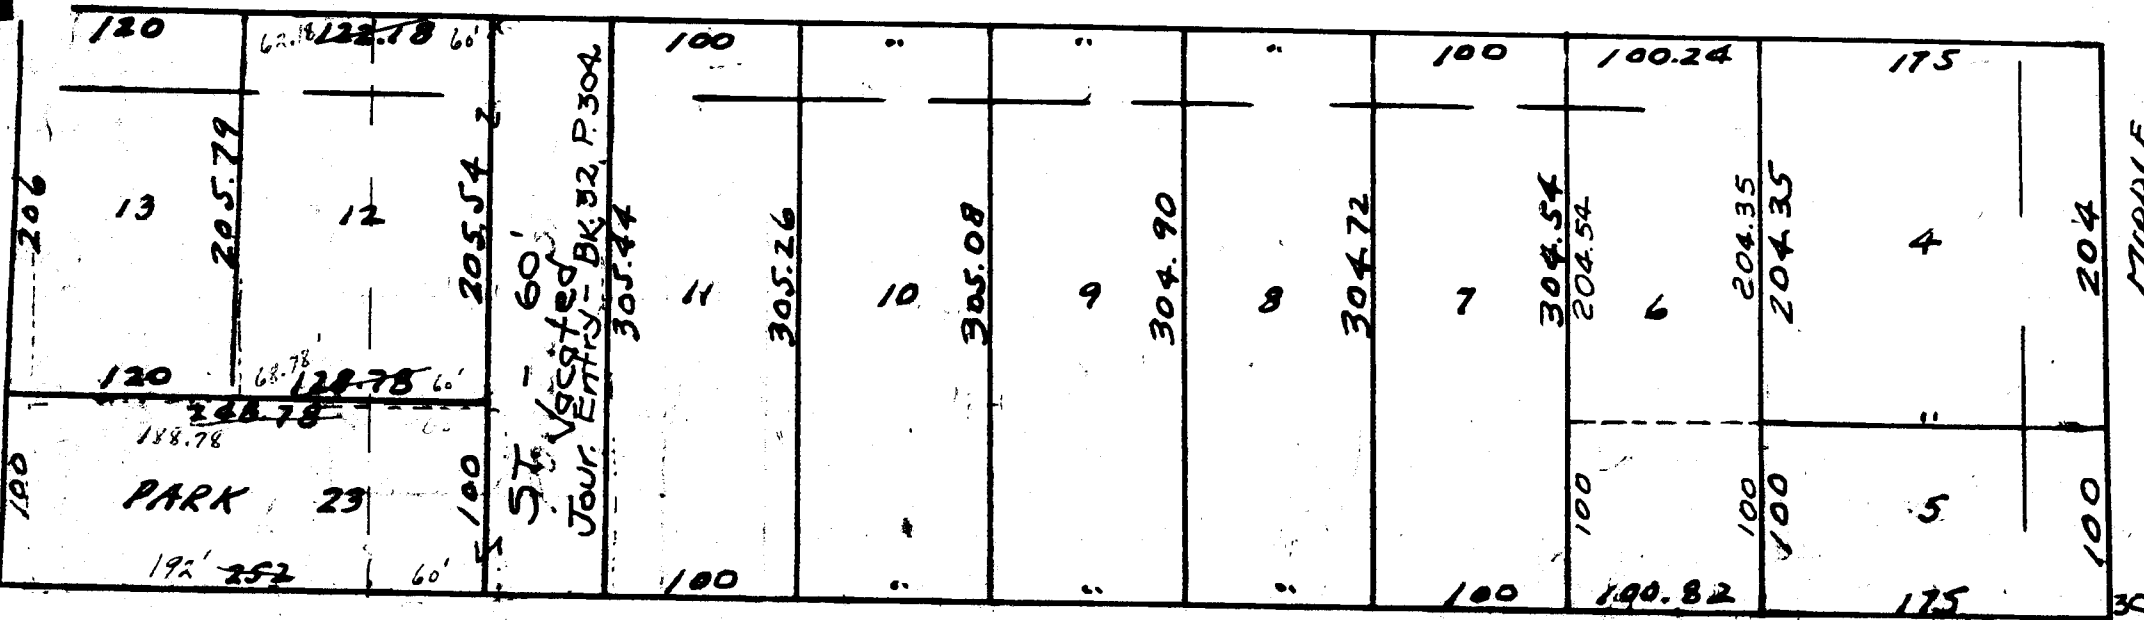 120 62.18 122.18 60' 100 " " " 100 100.24 175
206 13 205.79 12 205.54
ST. - 60'
Vacated
Jour. Entry - BK. 32, P. 304
305.44 11 305.26 10 305.08 9 304.90 8 304.72 7 304.54 204.54 6 204.35 204.35 4 204
120 68.78' 128.78 60'
248.78
188.78
"
100 PARK 23 100 100 100 100 5 100
192' 252 60' 100 " " " 100 100.82 175